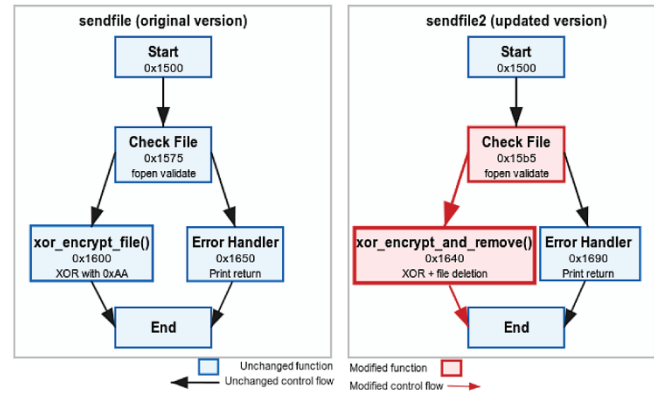 sendfile (original version)
Start
0x1500
Check File
0x1575
fopen validate
xor_encrypt_file()
0x1600
XOR with 0xAA
Error Handler
0x1650
Print return
End
sendfile2 (updated version)
Start
0x1500
Check File
0x15b5
fopen validate
xor_encrypt_and_remove()
0x1640
XOR + file deletion
Error Handler
0x1690
Print return
End
Unchanged function
Unchanged control flow
Modified function
Modified control flow